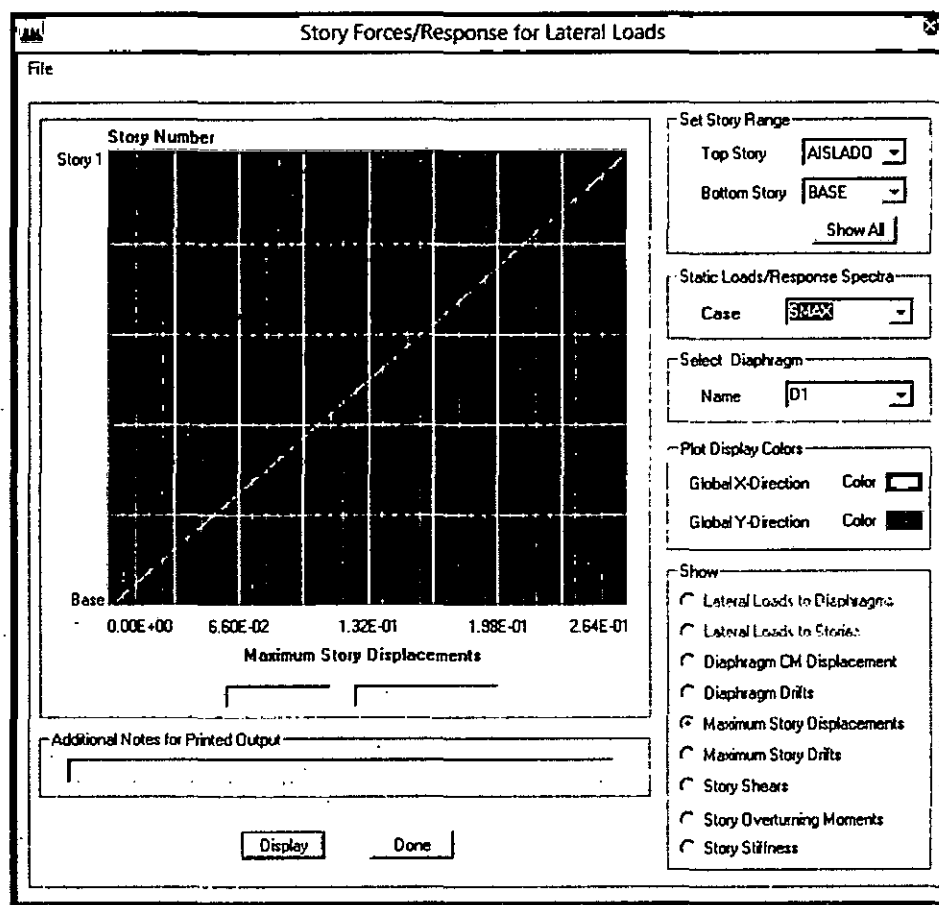 Story Forces/Response for Lateral Loads
File
Story Number
Story 1
Base
0.00E+00 6.60E-02 1.32E-01 1.98E-01 2.64E-01
Maximum Story Displacements
Additional Notes for Printed Output
Display Done
Set Story Range
Top Story AISLADO
Bottom Story BASE
Show All
Static Loads/Response Spectra
Case SMAX
Select Diaphragm
Name D1
Plot Display Colors
Global X-Direction Color
Global Y-Direction Color
Show
Lateral Loads to Diaphragms
Lateral Loads to Stories
Diaphragm CM Displacement
Diaphragm Drifts
Maximum Story Displacements
Maximum Story Drifts
Story Shears
Story Overturning Moments
Story Stiffness